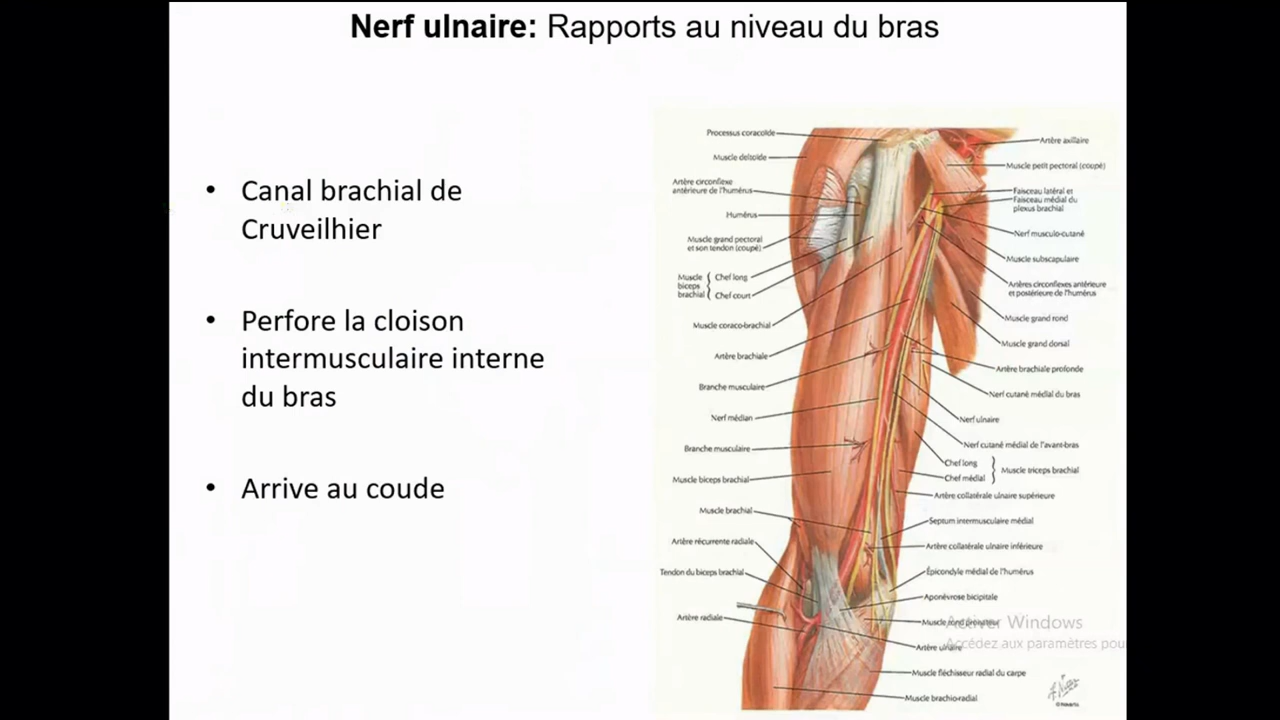 Nerf ulnaire: Rapports au niveau du bras
• Canal brachial de
Cruveilhier
• Perfore la cloison
intermusculaire interne
du bras
• Arrive au coude
Processus coracoïde
Muscle deltoïde
Artère circonflexe
antérieure de l'humérus
Humérus
Muscle grand pectoral
et son tendon (coupé)
Muscle
biceps
brachial
Chef long
Chef court
Muscle coraco-brachial
Artère brachiale
Branche musculaire
Nerf médian
Branche musculaire
Muscle biceps brachial
Muscle brachial
Artère récurrente radiale
Tendon du biceps brachial
Artère radiale
Artère axillaire
Muscle petit pectoral (coupé)
Faisceau latéral et
Faisceau médial du
plexus brachial
Nerf musculo-cutané
Muscle subscapulaire
Artères circonflexes antérieure
et postérieure de l'humérus
Muscle grand rond
Muscle grand dorsal
Artère brachiale profonde
Nerf cutané médial du bras
Nerf ulnaire
Nerf cutané médial de l'avant-bras
Chef long
Chef médial
Muscle triceps brachial
Artère collatérale ulnaire supérieure
Septum intermusculaire médial
Artère collatérale ulnaire inférieure
Épicondyle médial de l'humérus
Aponévrose bicipitale
Muscle rond pronateur
Activer Windows
Accédez aux paramètres pou
Artère ulnaire
Muscle fléchisseur radial du carpe
Muscle brachio-radial